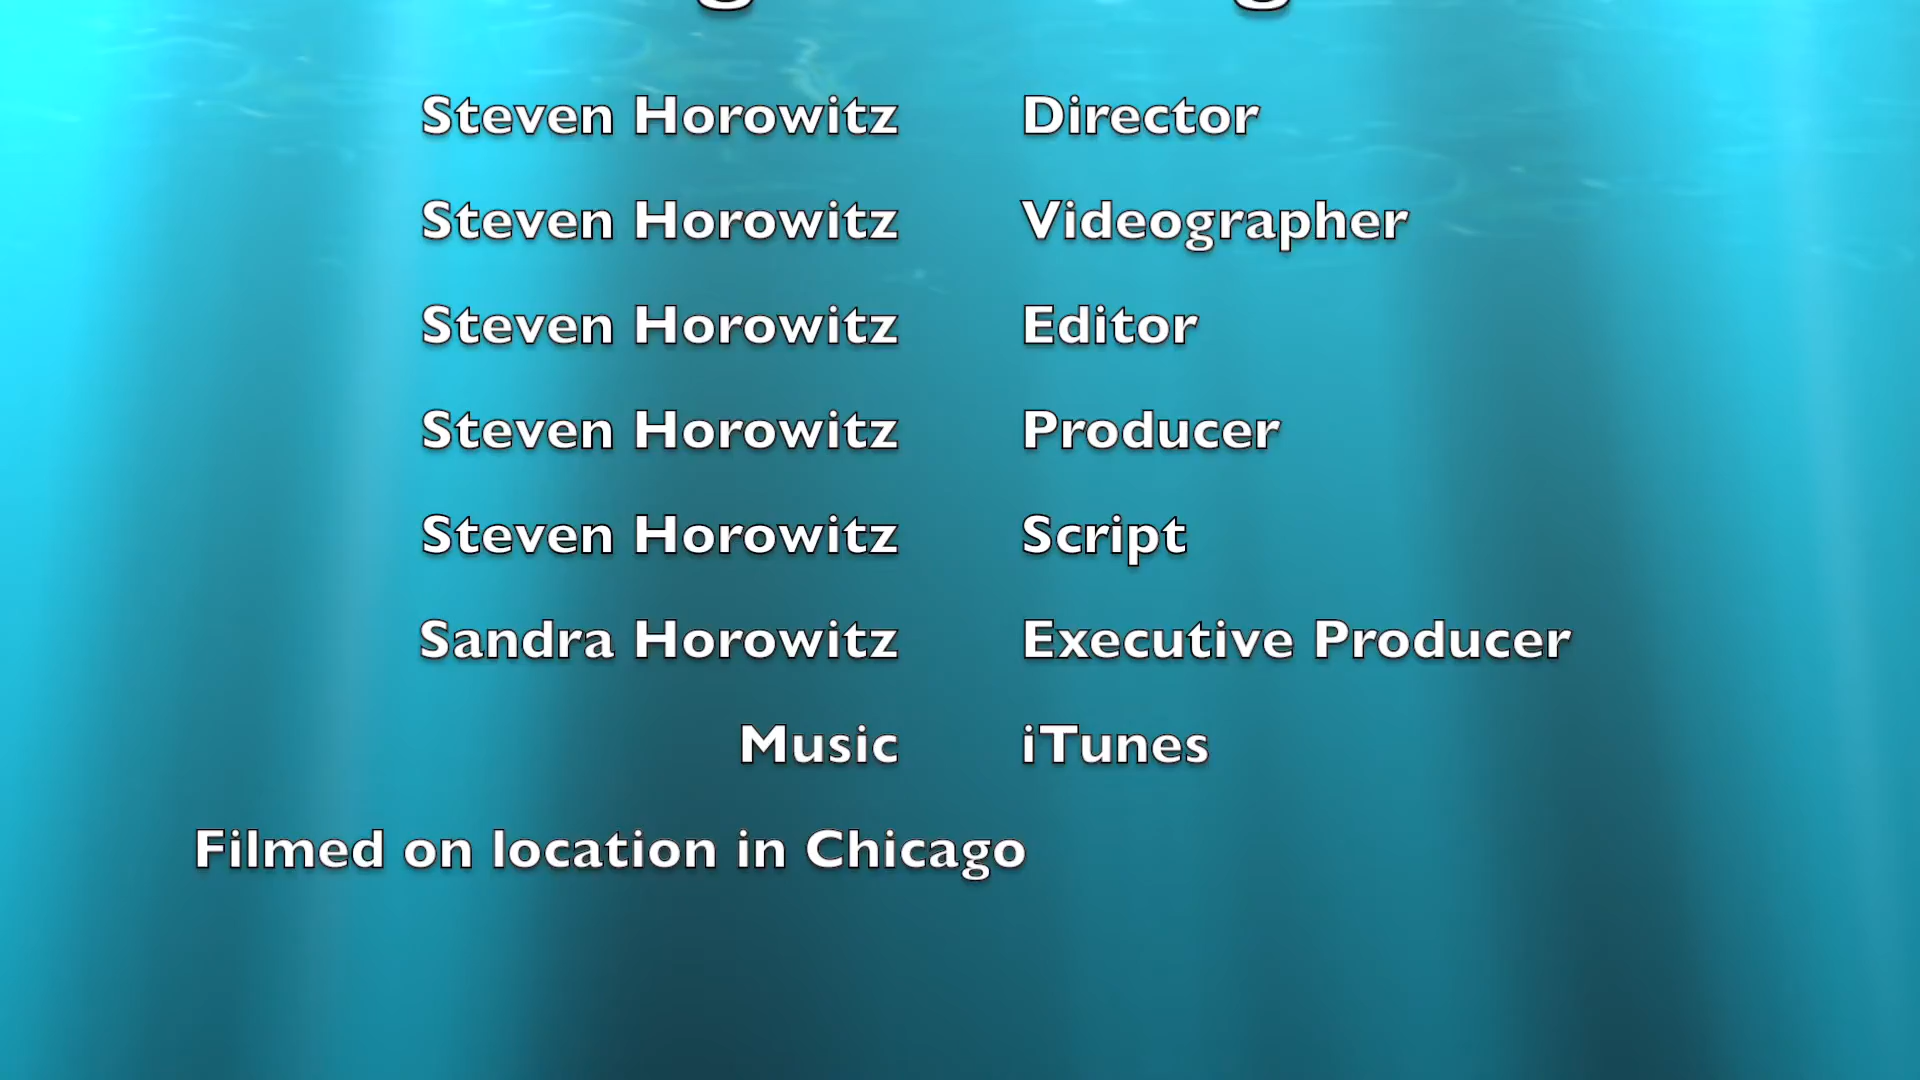 Steven Horowitz Director
Steven Horowitz Videographer
Steven Horowitz Editor
Steven Horowitz Producer
Steven Horowitz Script
Sandra Horowitz Executive Producer
Music iTunes
Filmed on location in Chicago